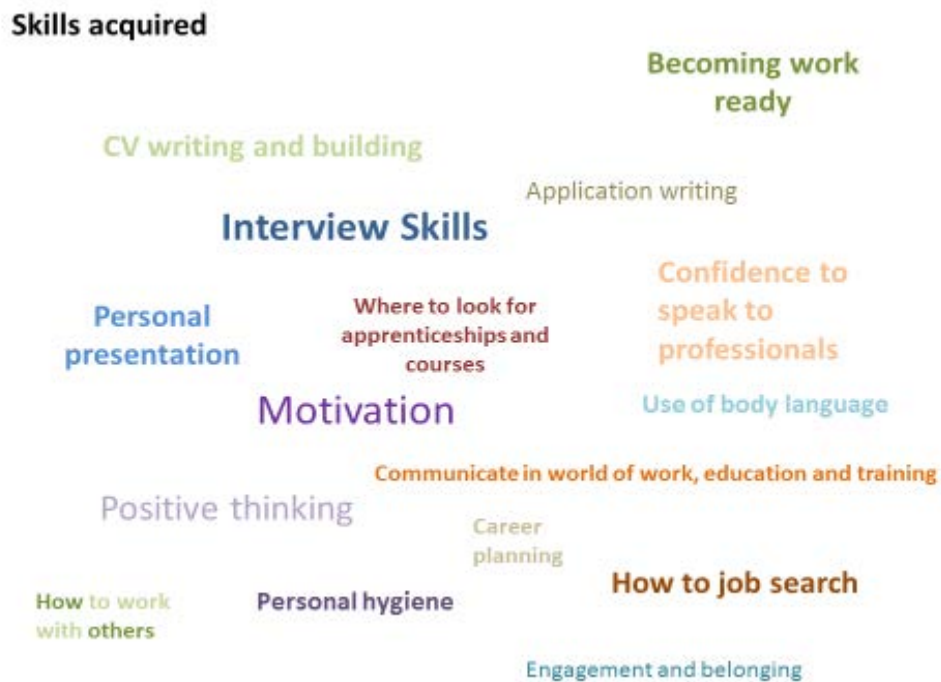 Skills acquired
Becoming work
ready
CV writing and building
Application writing
Interview Skills
Confidence to
speak to
professionals
Personal
presentation
Where to look for
apprenticeships and
courses
Motivation
Use of body language
Communicate in world of work, education and training
Positive thinking
Career
planning
How to job search
How to work
with others
Personal hygiene
Engagement and belonging